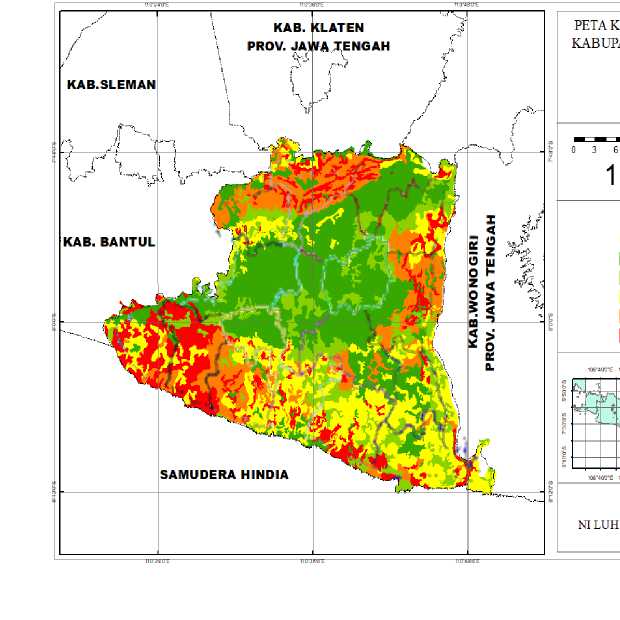 KAB. KLATEN
PROV. JAWA TENGAH
KAB.SLEMAN
KAB. BANTUL
KAB.WONOGIRI
PROV. JAWA TENGAH
SAMUDERA HINDIA
PETA K
KABUPA
0 3 6
1
NI LUH